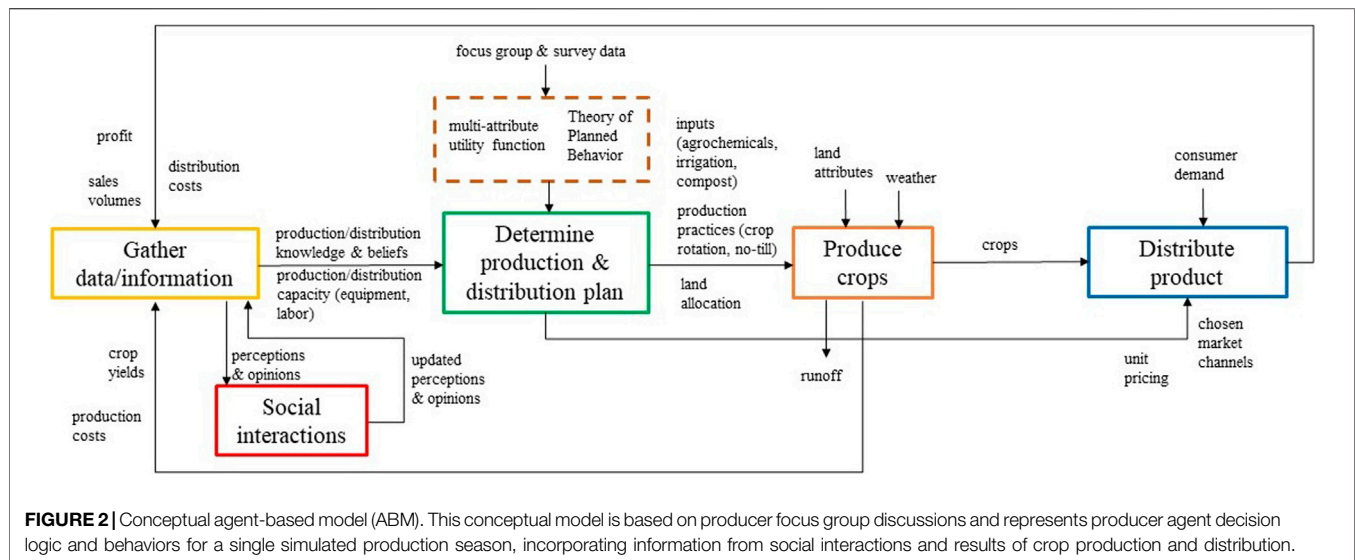 focus group & survey data
multi-attribute
utility function
Theory of
Planned
Behavior
profit
sales
volumes
distribution
costs
inputs
(agrochemicals,
irrigation,
compost)
land
attributes
weather
consumer
demand
Gather
data/information
production/distribution
knowledge & beliefs
production/distribution
capacity (equipment,
labor)
Determine
production &
distribution plan
production
practices (crop
rotation, no-till)
land
allocation
Produce
crops
crops
Distribute
product
crop
yields
production
costs
perceptions
& opinions
updated
perceptions
& opinions
Social
interactions
runoff
unit
pricing
chosen
market
channels
FIGURE 2 | Conceptual agent-based model (ABM). This conceptual model is based on producer focus group discussions and represents producer agent decision
logic and behaviors for a single simulated production season, incorporating information from social interactions and results of crop production and distribution.